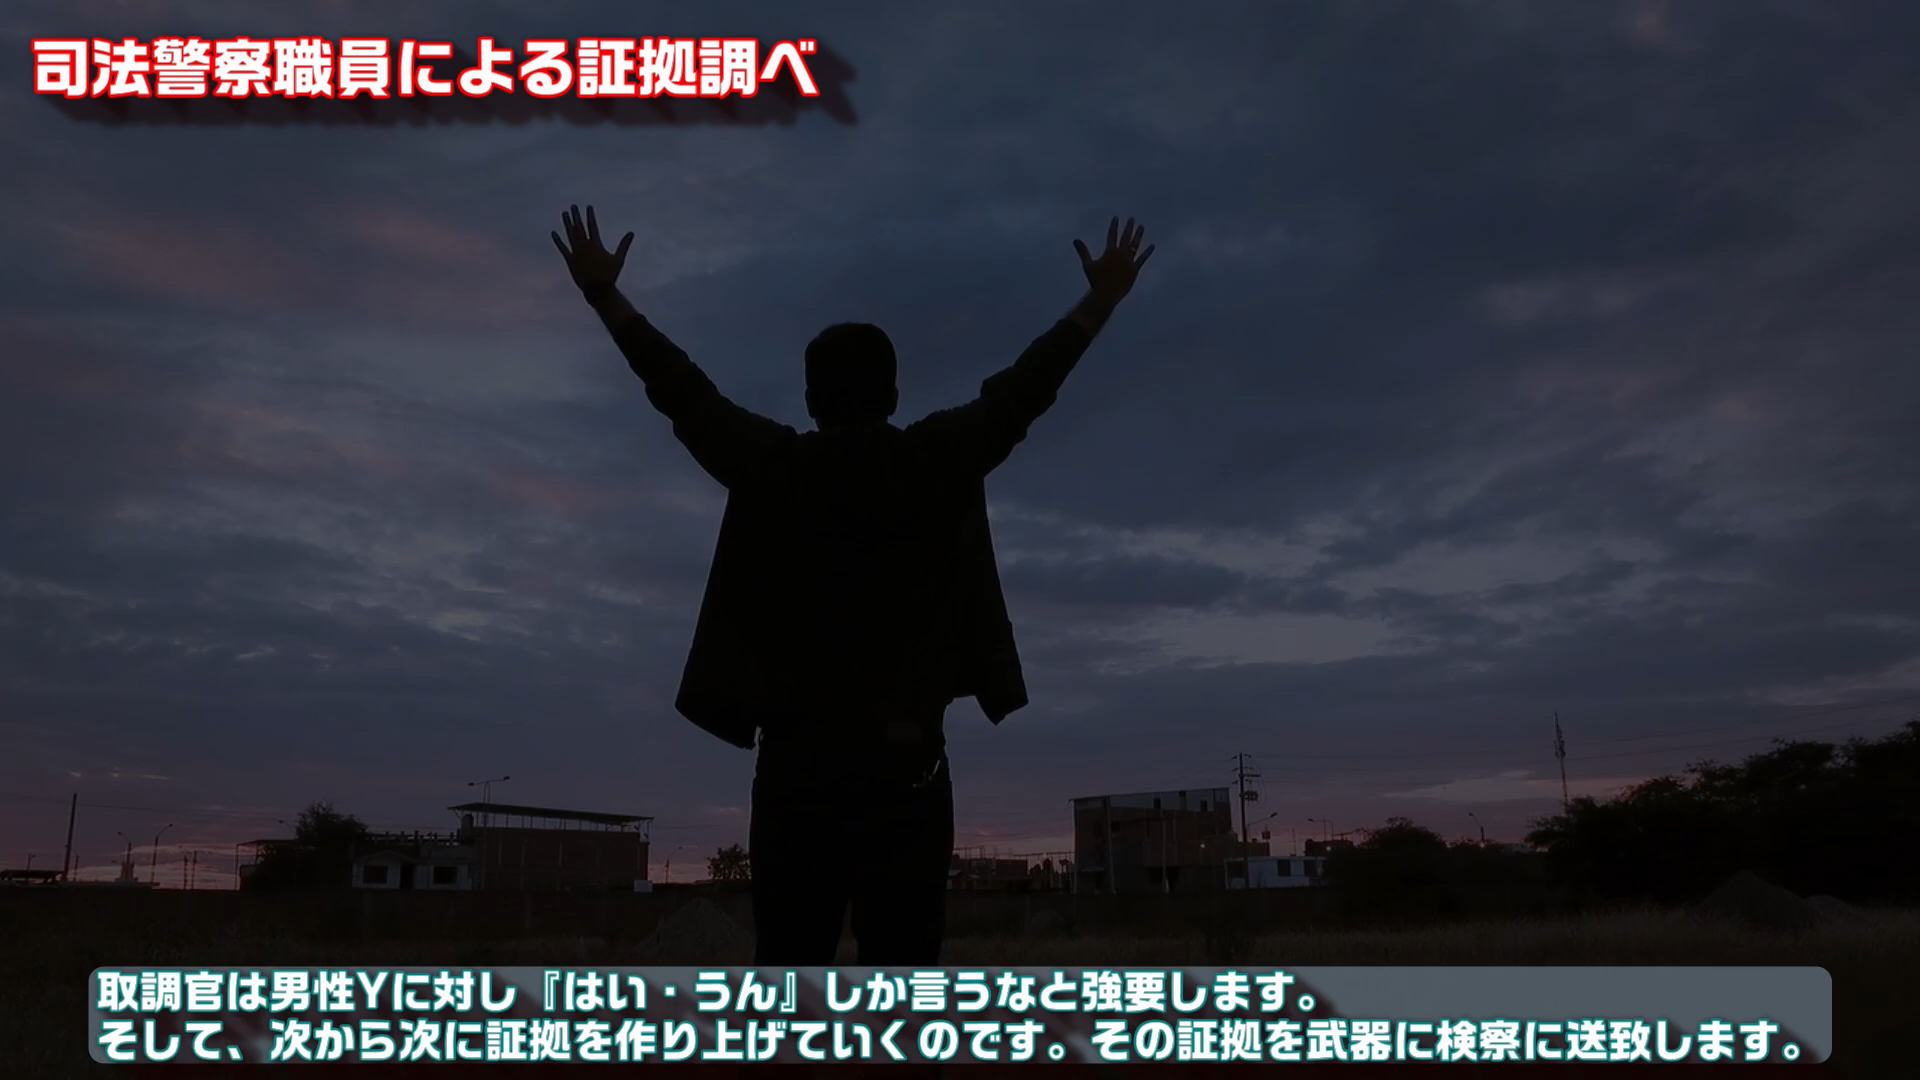 司法警察職員による証拠調べ
取調官は男性Yに対し『はい・うん』しか言うなと強要します。
そして、次から次に証拠を作り上げていくのです。その証拠を武器に検察に送致します。